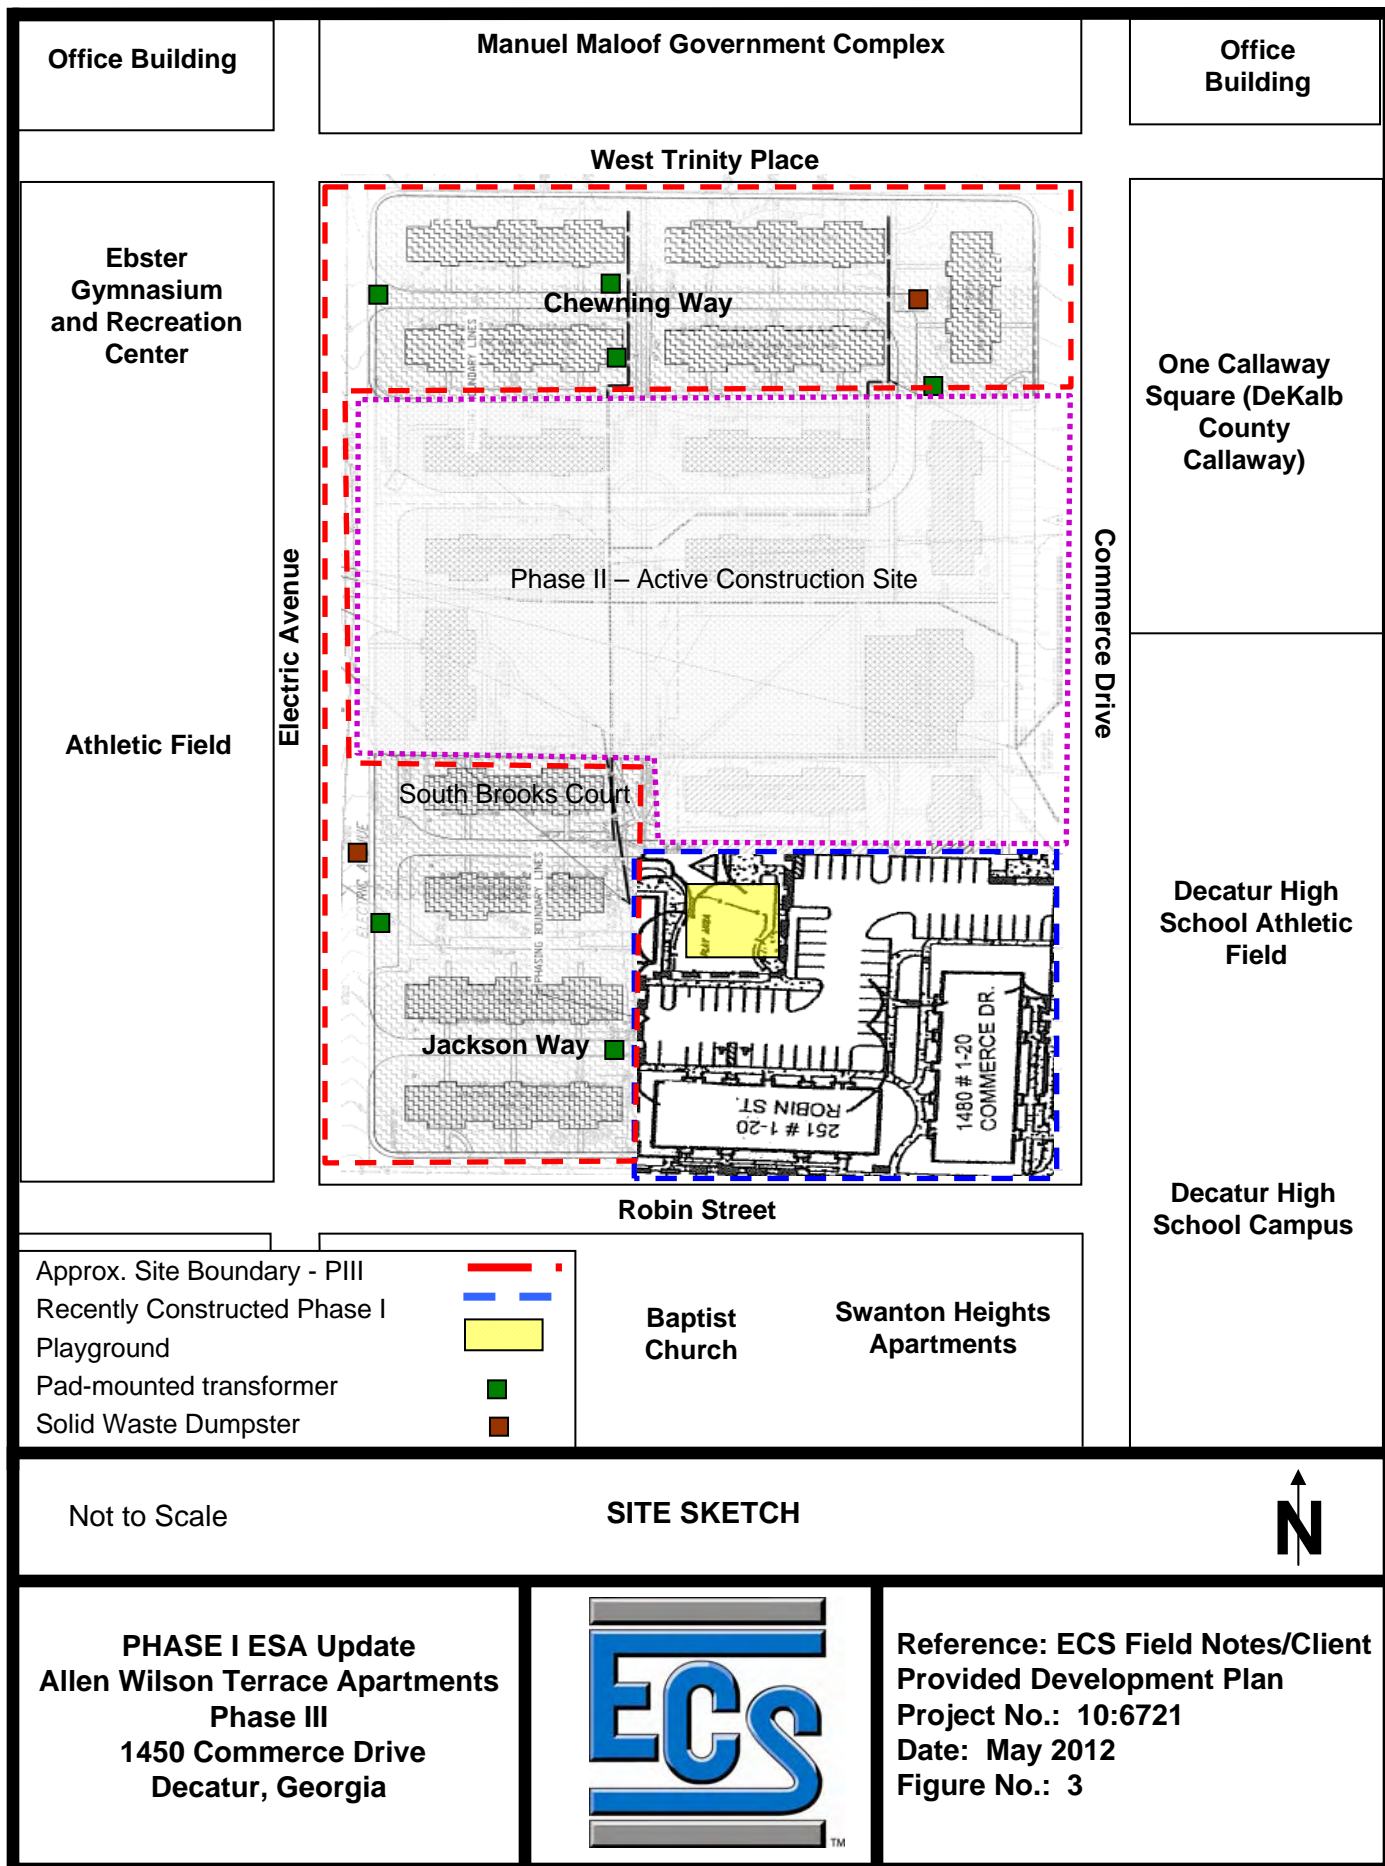 Office Building
Manuel Maloof Government Complex
Office
Building
West Trinity Place
Ebster
Gymnasium
and Recreation
Center
Chewning Way
One Callaway
Square (DeKalb
County
Callaway)
Electric Avenue
Phase II – Active Construction Site
Commerce Drive
Athletic Field
South Brooks Court
PHASING BOUNDARY LINES
PLAY AREA
Decatur High
School Athletic
Field
Jackson Way
251 # 1-20
ROBIN ST.
1480 # 1-20
COMMERCE DR.
Decatur High
School Campus
Robin Street
Approx. Site Boundary - PIII
Recently Constructed Phase I
Playground
Pad-mounted transformer
Solid Waste Dumpster
Baptist
Church
Swanton Heights
Apartments
Not to Scale
SITE SKETCH
N
PHASE I ESA Update
Allen Wilson Terrace Apartments
Phase III
1450 Commerce Drive
Decatur, Georgia
ECS
TM
Reference: ECS Field Notes/Client
Provided Development Plan
Project No.: 10:6721
Date: May 2012
Figure No.: 3